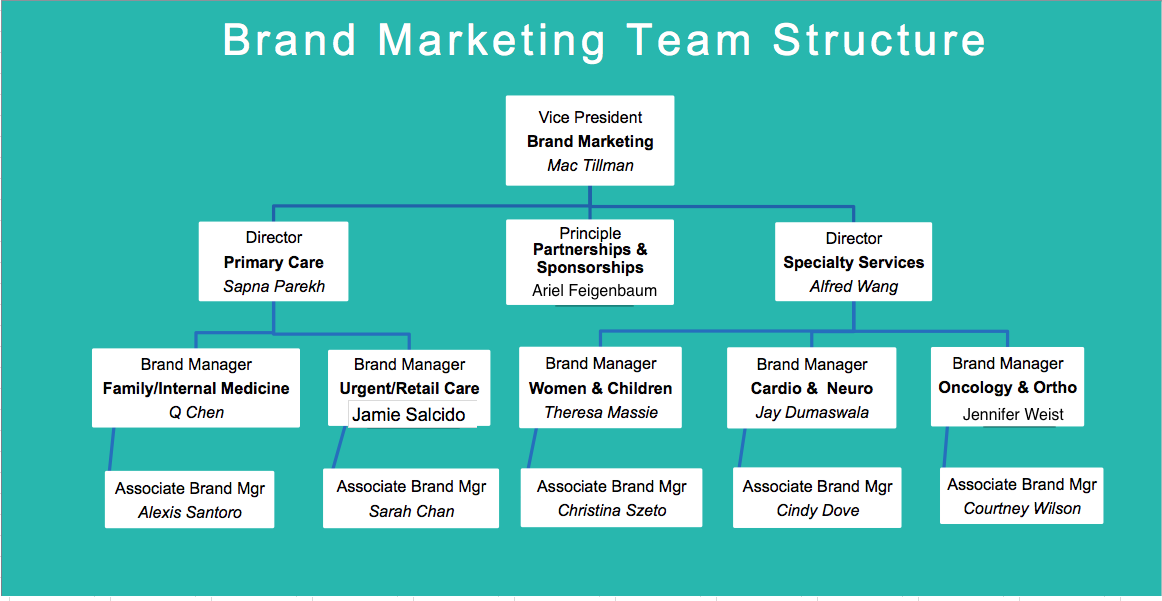 Brand Marketing Team Structure
Vice President
Brand Marketing
Mac Tillman
Director
Primary Care
Sapna Parekh
Principle
Partnerships &
Sponsorships
Ariel Feigenbaum
Director
Specialty Services
Alfred Wang
Brand Manager
Family/Internal Medicine
Q Chen
Brand Manager
Urgent/Retail Care
Jamie Salcido
Brand Manager
Women & Children
Theresa Massie
Brand Manager
Cardio & Neuro
Jay Dumaswala
Brand Manager
Oncology & Ortho
Jennifer Weist
Associate Brand Mgr
Alexis Santoro
Associate Brand Mgr
Sarah Chan
Associate Brand Mgr
Christina Szeto
Associate Brand Mgr
Cindy Dove
Associate Brand Mgr
Courtney Wilson